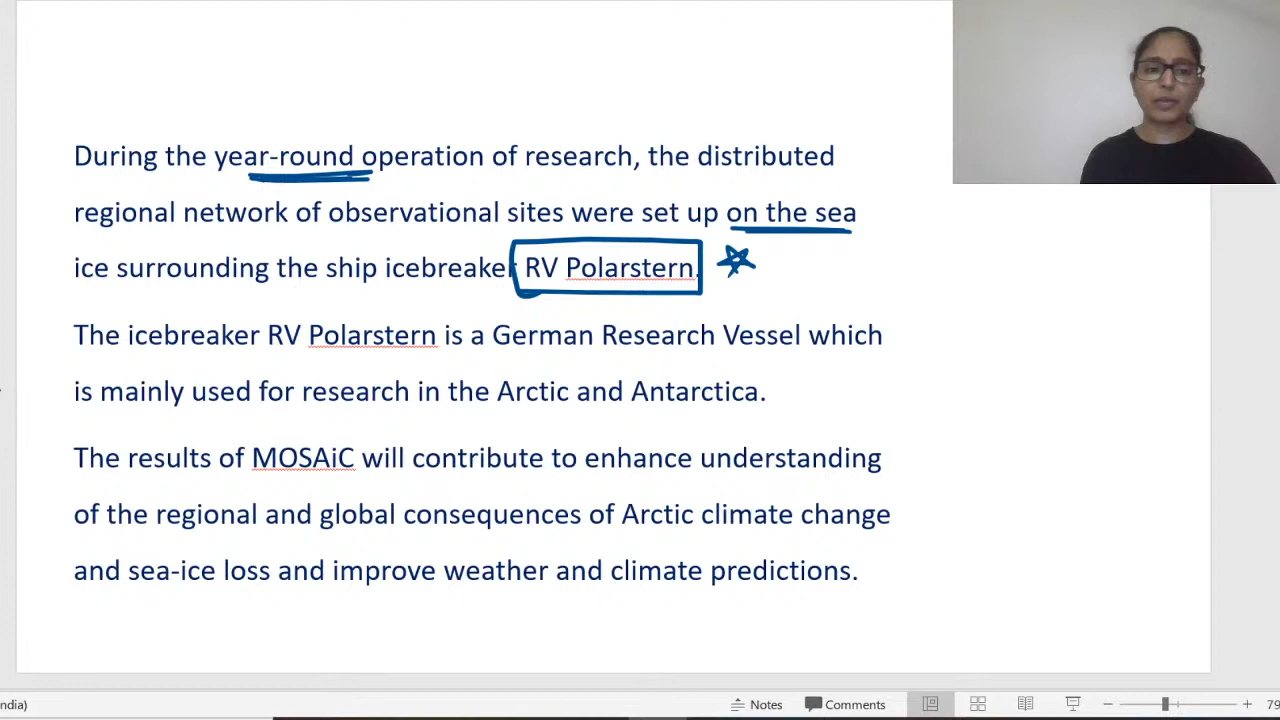 During the year-round operation of research, the distributed
regional network of observational sites were set up on the sea
ice surrounding the ship icebreaker RV Polarstern.
The icebreaker RV Polarstern is a German Research Vessel which
is mainly used for research in the Arctic and Antarctica.
The results of MOSAiC will contribute to enhance understanding
of the regional and global consequences of Arctic climate change
and sea-ice loss and improve weather and climate predictions.
ndia) Notes Comments 79